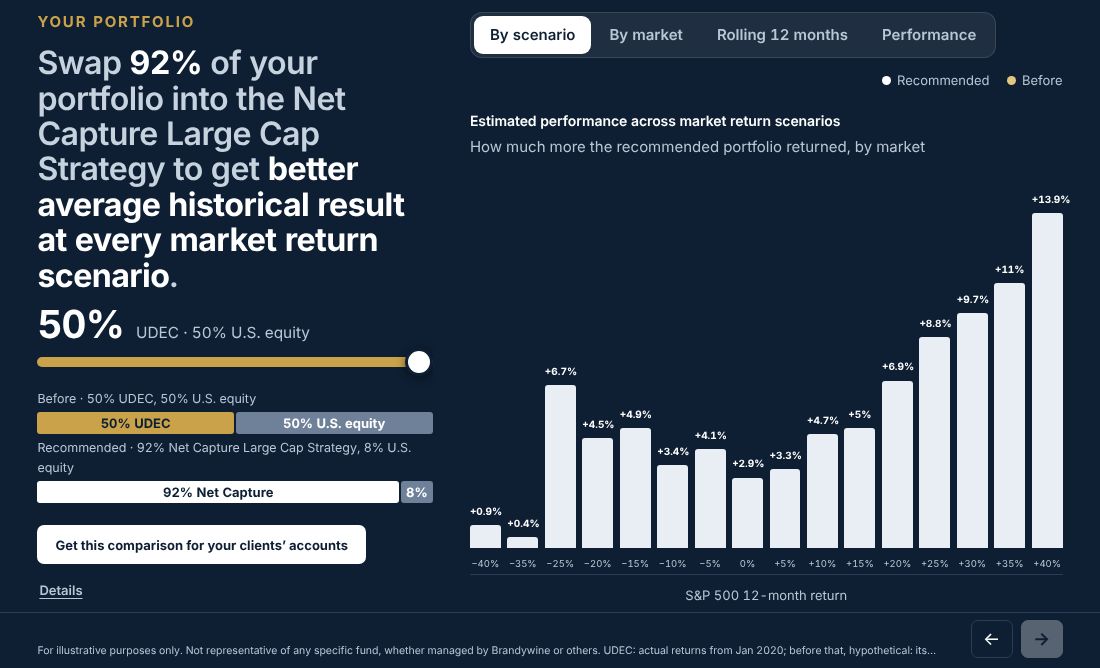 YOUR PORTFOLIO
Swap 92% of your
portfolio into the Net
Capture Large Cap
Strategy to get better
average historical result
at every market return
scenario.
50% UDEC · 50% U.S. equity
Before · 50% UDEC, 50% U.S. equity
50% UDEC 50% U.S. equity
Recommended · 92% Net Capture Large Cap Strategy, 8% U.S.
equity
92% Net Capture 8%
Get this comparison for your clients’ accounts
Details
By scenario By market Rolling 12 months Performance
Recommended Before
Estimated performance across market return scenarios
How much more the recommended portfolio returned, by market
+0.9% +0.4% +6.7% +4.5% +4.9% +3.4% +4.1% +2.9% +3.3% +4.7% +5% +6.9% +8.8% +9.7% +11% +13.9%
−40% −35% −25% −20% −15% −10% −5% 0% +5% +10% +15% +20% +25% +30% +35% +40%
S&P 500 12-month return
For illustrative purposes only. Not representative of any specific fund, whether managed by Brandywine or others. UDEC: actual returns from Jan 2020; before that, hypothetical: its…
← →